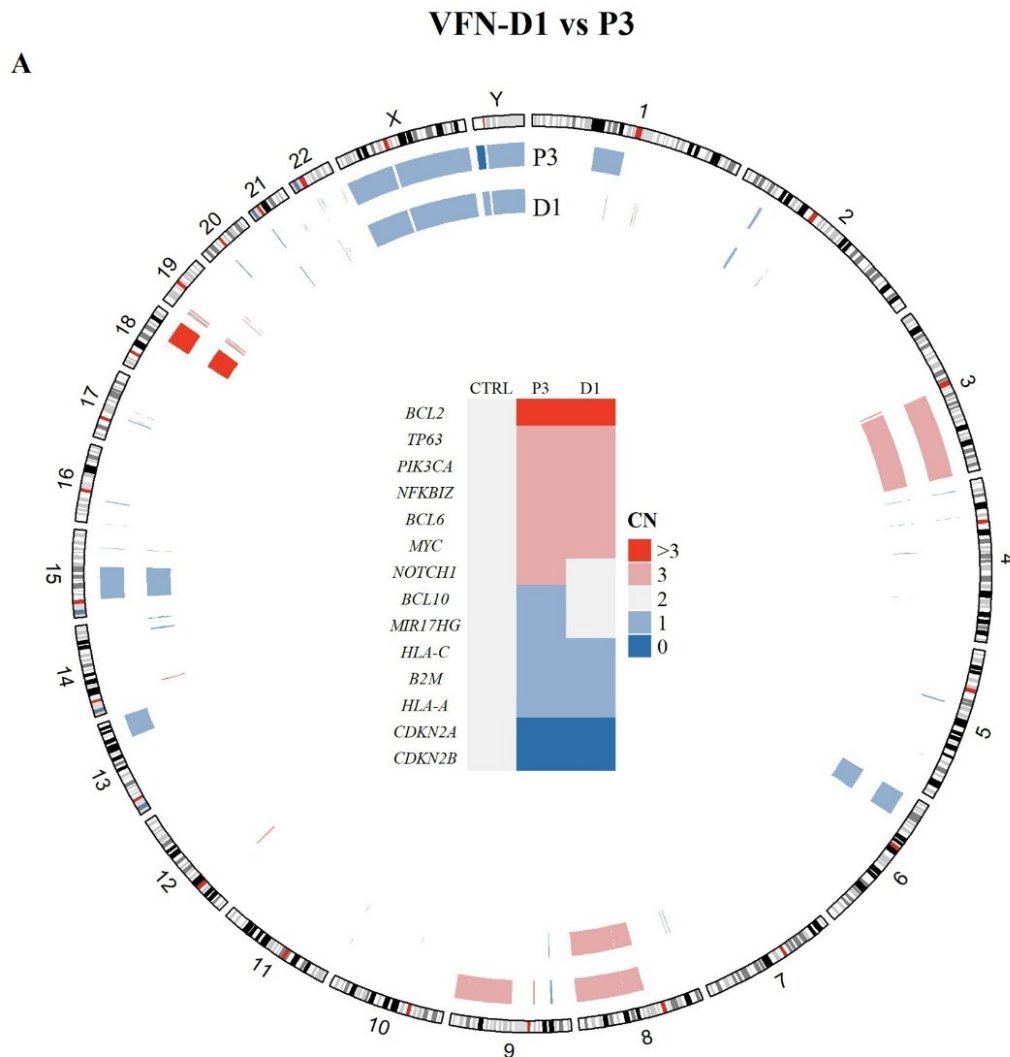 VFN-D1 vs P3
A
1
2
3
4
5
6
7
8
9
10
11
12
13
14
15
16
17
18
19
20
21
22
X
Y
P3
D1
CTRL P3 D1
BCL2
TP63
PIK3CA
NFKBIZ
BCL6
MYC
NOTCH1
BCL10
MIR17HG
HLA-C
B2M
HLA-A
CDKN2A
CDKN2B
CN
>3
3
2
1
0